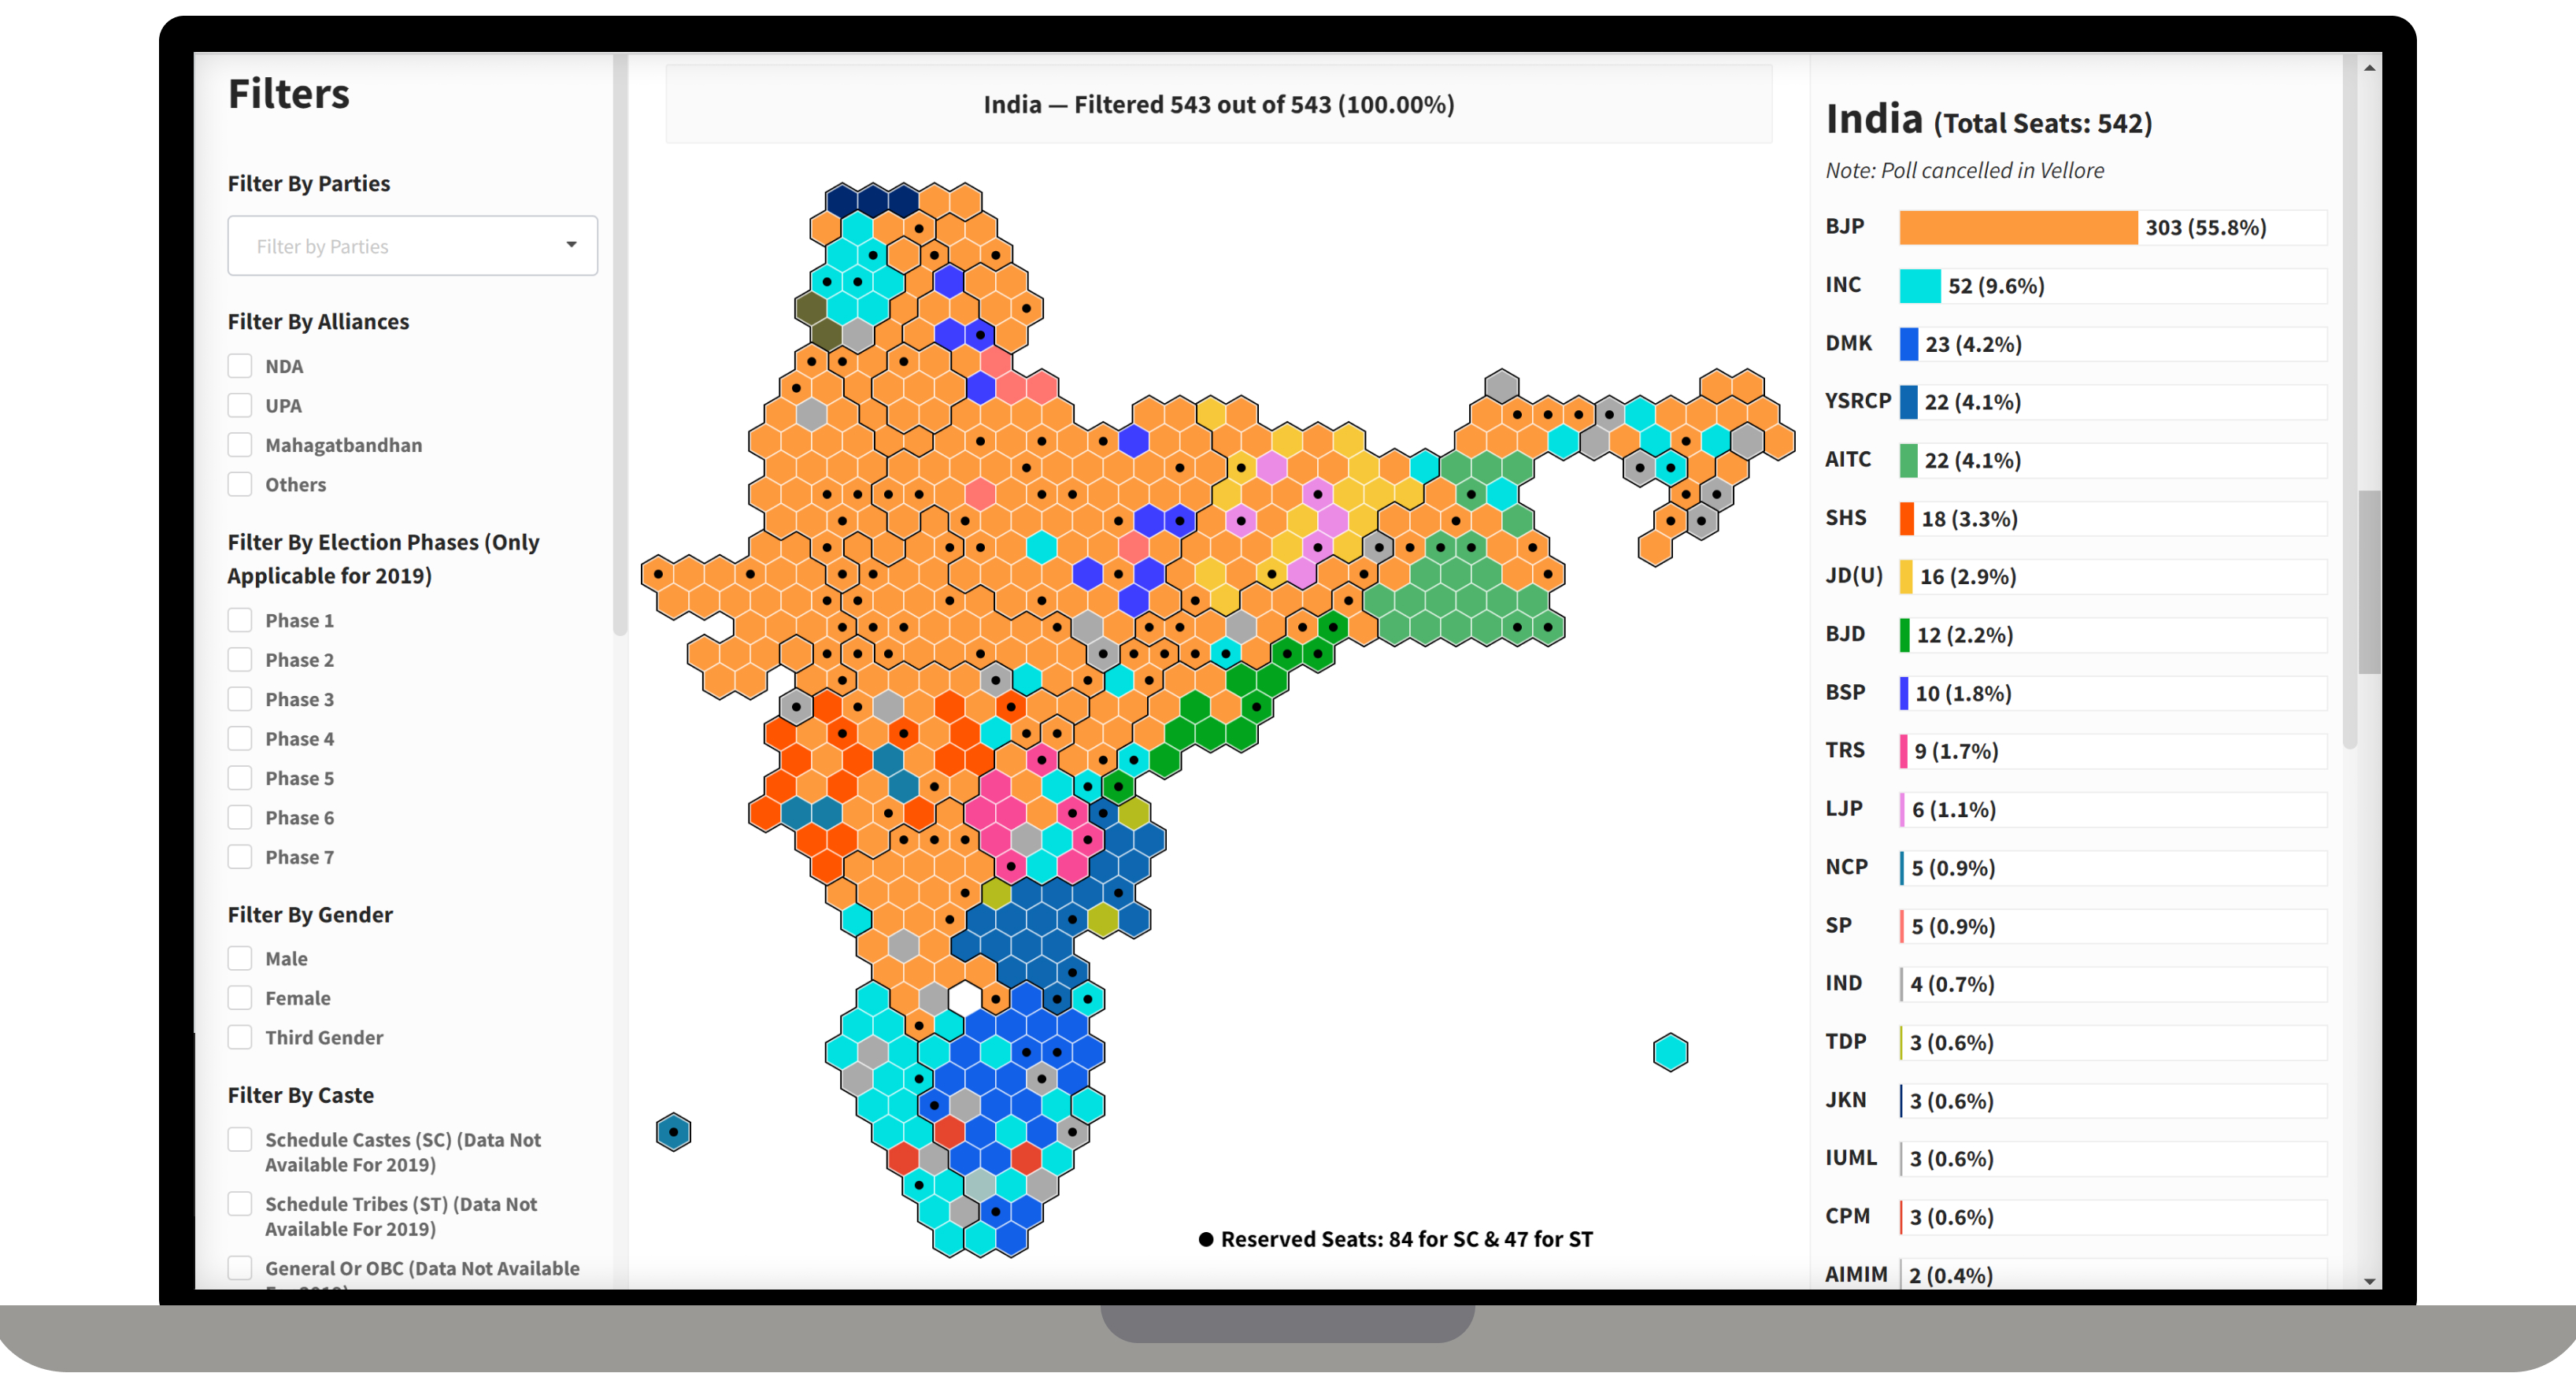 Filters
Filter By Parties
Filter by Parties
Filter By Alliances
NDA
UPA
Mahagatbandhan
Others
Filter By Election Phases (Only
Applicable for 2019)
Phase 1
Phase 2
Phase 3
Phase 4
Phase 5
Phase 6
Phase 7
Filter By Gender
Male
Female
Third Gender
Filter By Caste
Schedule Castes (SC) (Data Not
Available For 2019)
Schedule Tribes (ST) (Data Not
Available For 2019)
General Or OBC (Data Not Available
India — Filtered 543 out of 543 (100.00%)
Reserved Seats: 84 for SC & 47 for ST
India (Total Seats: 542)
Note: Poll cancelled in Vellore
BJP 303 (55.8%)
INC 52 (9.6%)
DMK 23 (4.2%)
YSRCP 22 (4.1%)
AITC 22 (4.1%)
SHS 18 (3.3%)
JD(U) 16 (2.9%)
BJD 12 (2.2%)
BSP 10 (1.8%)
TRS 9 (1.7%)
LJP 6 (1.1%)
NCP 5 (0.9%)
SP 5 (0.9%)
IND 4 (0.7%)
TDP 3 (0.6%)
JKN 3 (0.6%)
IUML 3 (0.6%)
CPM 3 (0.6%)
AIMIM 2 (0.4%)